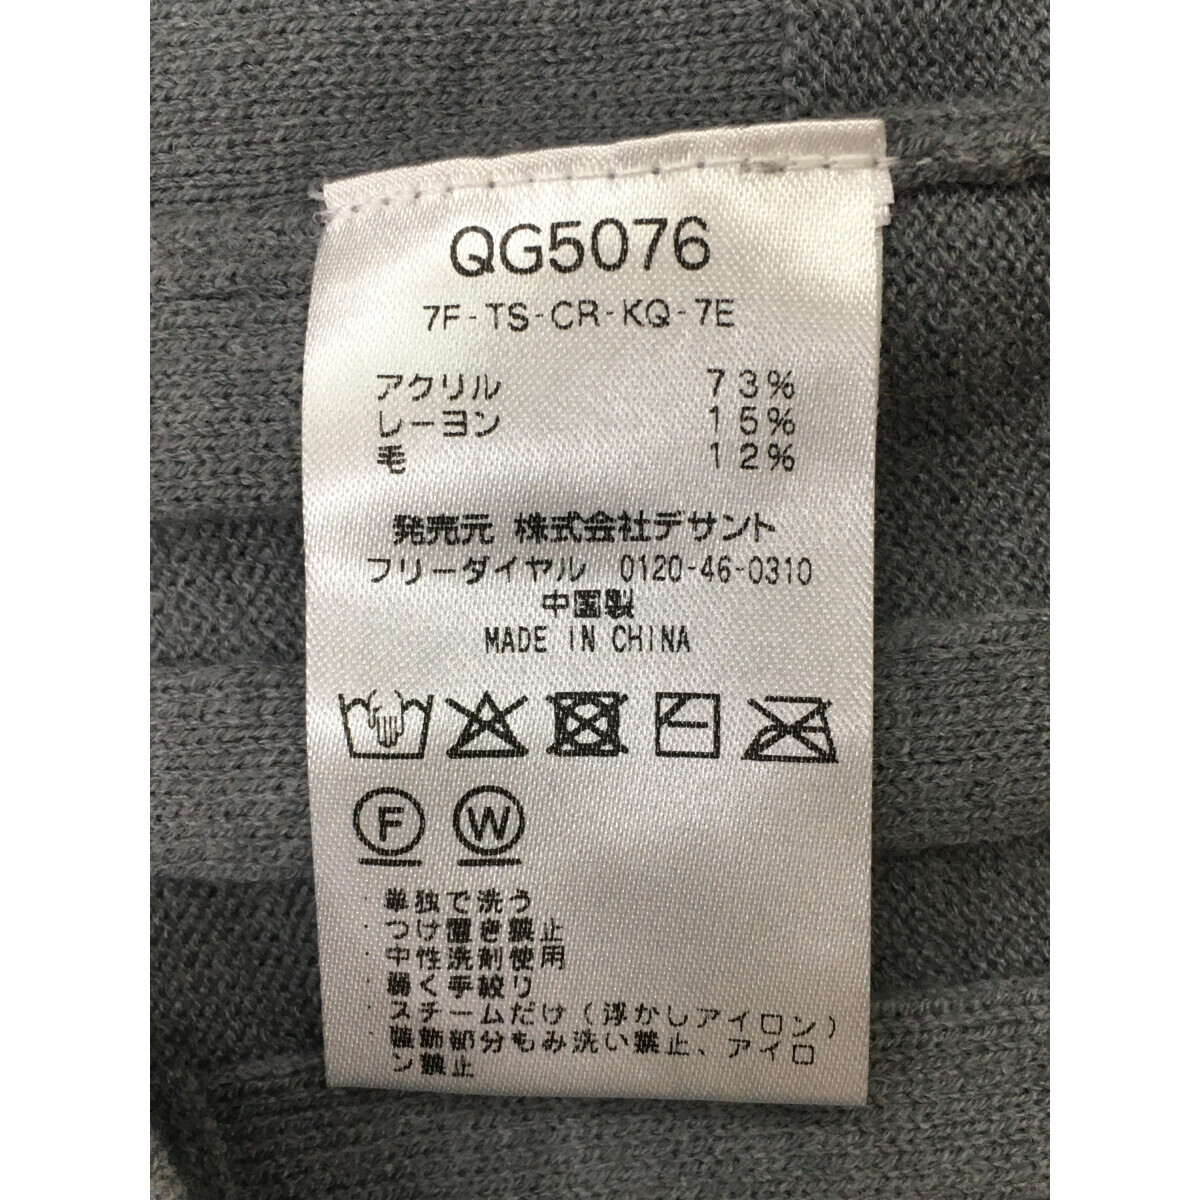 QG5076
7F-TS-CR-KQ-7E
アクリル 73%
レーヨン 15%
毛 12%
発売元 株式会社デサント
フリーダイヤル 0120-46-0310
中国製
MADE IN CHINA
F W
・単独で洗う
・つけ置き禁止
・中性洗剤使用
・弱く手絞り
・スチームだけ(浮かしアイロン)
・装飾部分もみ洗い禁止、アイロ
ン禁止